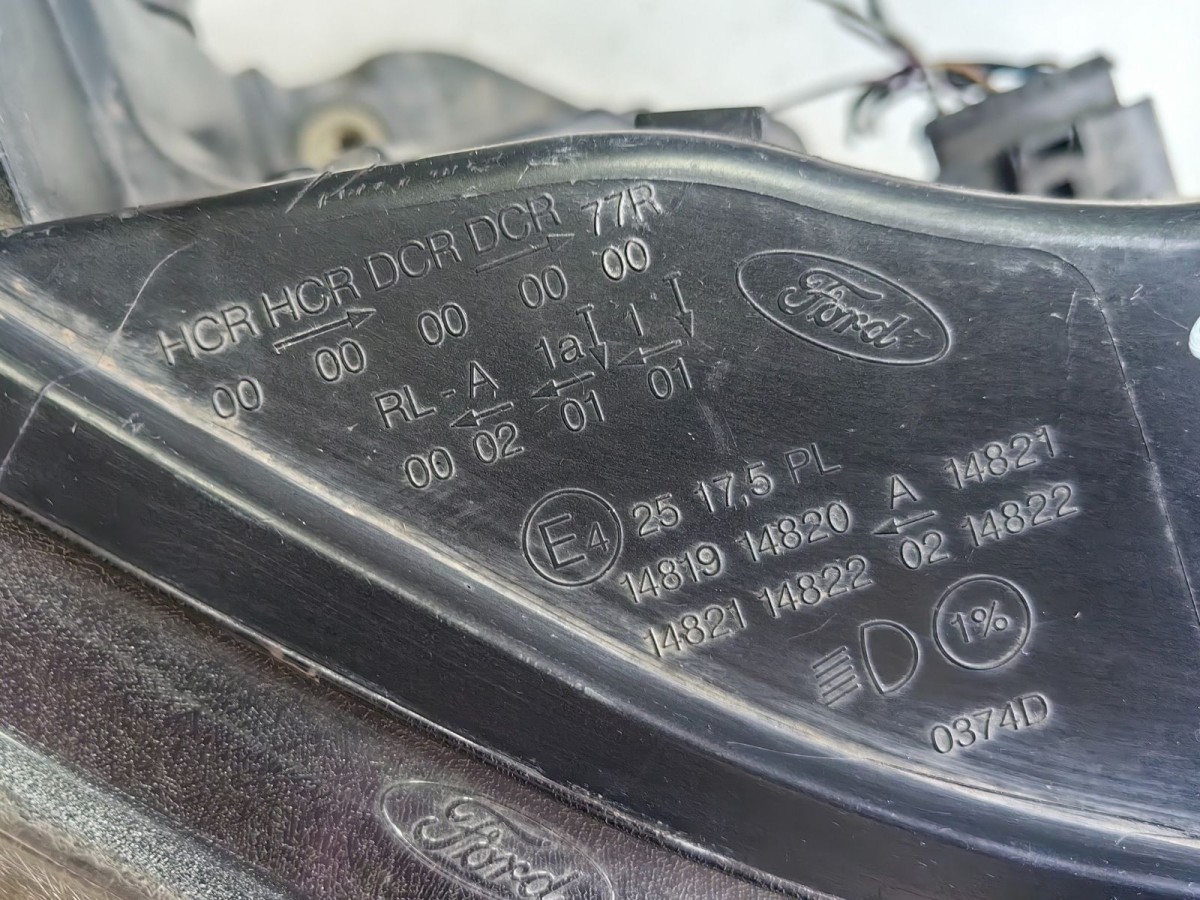 HCR HCR DCR DCR 77R
00 00 00 00 00
RL-A 1a 1
00 02 01 01
Ford
E4 25 17,5 PL
14819 14820 A 14821
14821 14822 02 14822
1%
0374D
Ford